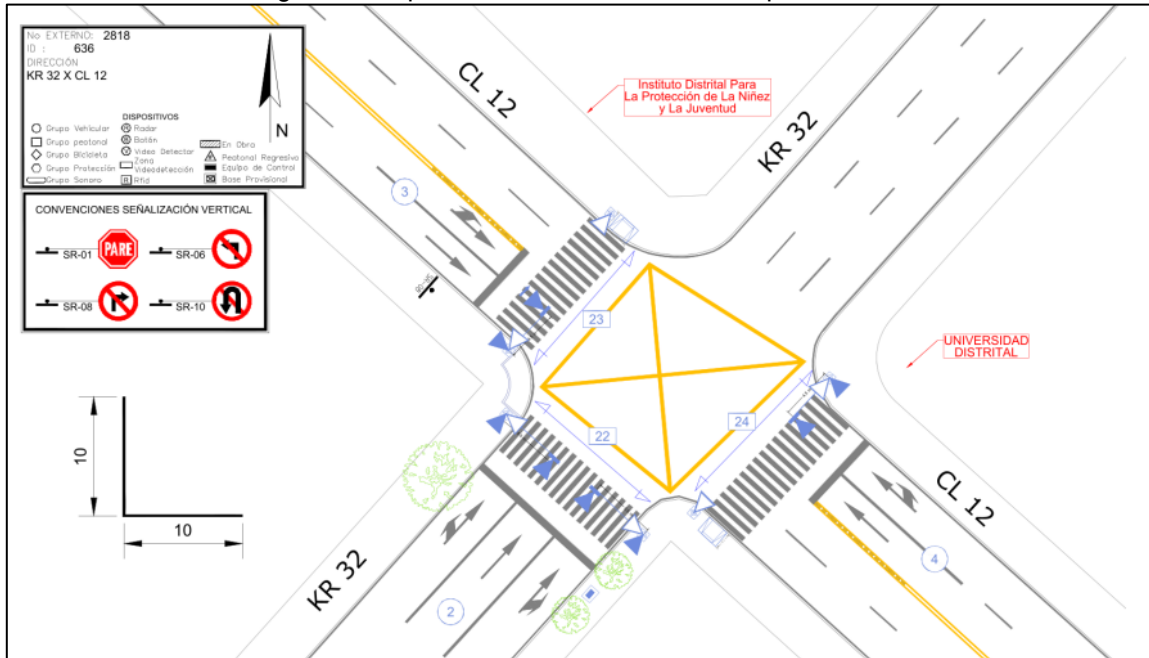 No EXTERNO: 2818
ID : 636
DIRECCIÓN
KR 32 X CL 12
N
DISPOSITIVOS
Grupo Vehicular
Grupo peatonal
Grupo Bicicleta
Grupo Protección
Grupo Sonoro
Radar
Botón
Video Detector
Zona
Videodetección
Rfid
En Obra
Peatonal Regresivo
Equipo de Control
Base Provisional
CONVENCIONES SEÑALIZACIÓN VERTICAL
SR-01
PARE
SR-06
SR-08
SR-10
10
10
CL 12
KR 32
Instituto Distrital Para
La Protección de La Niñez
y La Juventud
3
23
UNIVERSIDAD
DISTRITAL
22
24
CL 12
KR 32
2
4